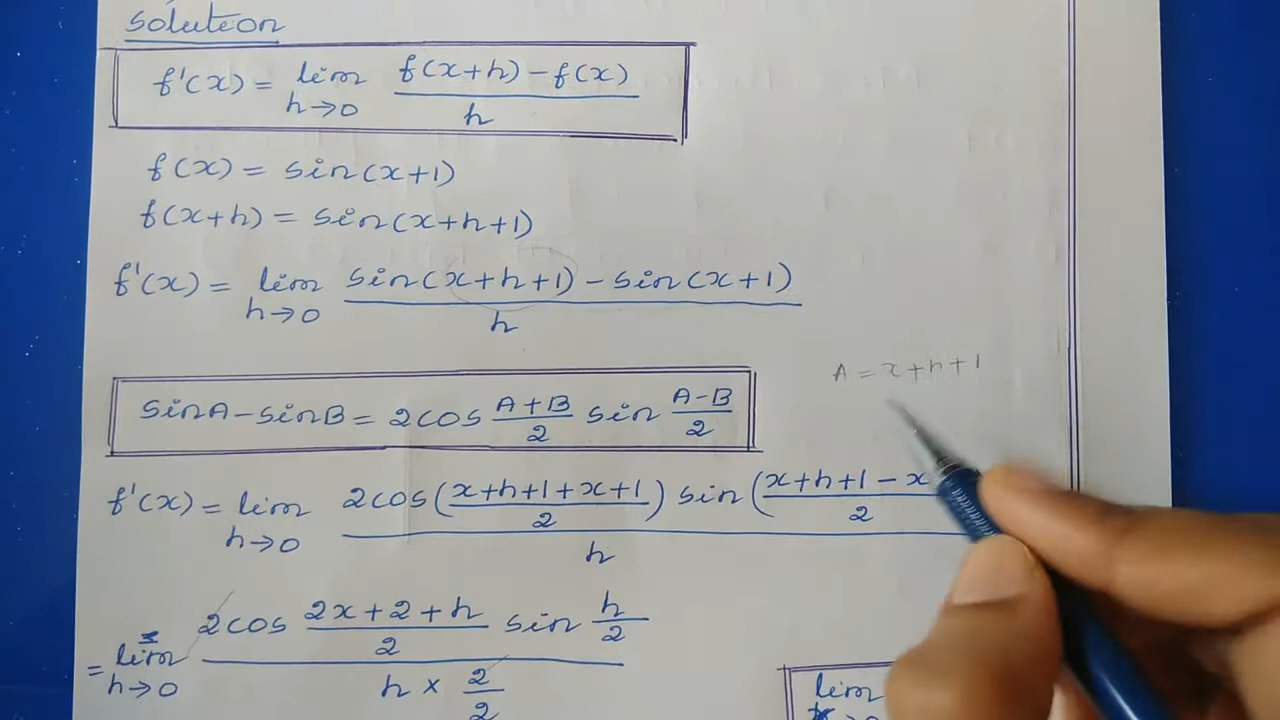 Solution
f'(x) = lim h→0 f(x+h) - f(x) / h
f(x) = sin(x+1)
f(x+h) = sin(x+h+1)
f'(x) = lim h→0 sin(x+h+1) - sin(x+1) / h
A = x+h+1
sinA - sinB = 2cos A+B / 2 sin A-B / 2
f'(x) = lim h→0 2cos(x+h+1+x+1 / 2) sin(x+h+1-x / 2 / h
= lim h→0 2cos 2x+2+h / 2 sin h / 2 / h × 2 / 2
lim